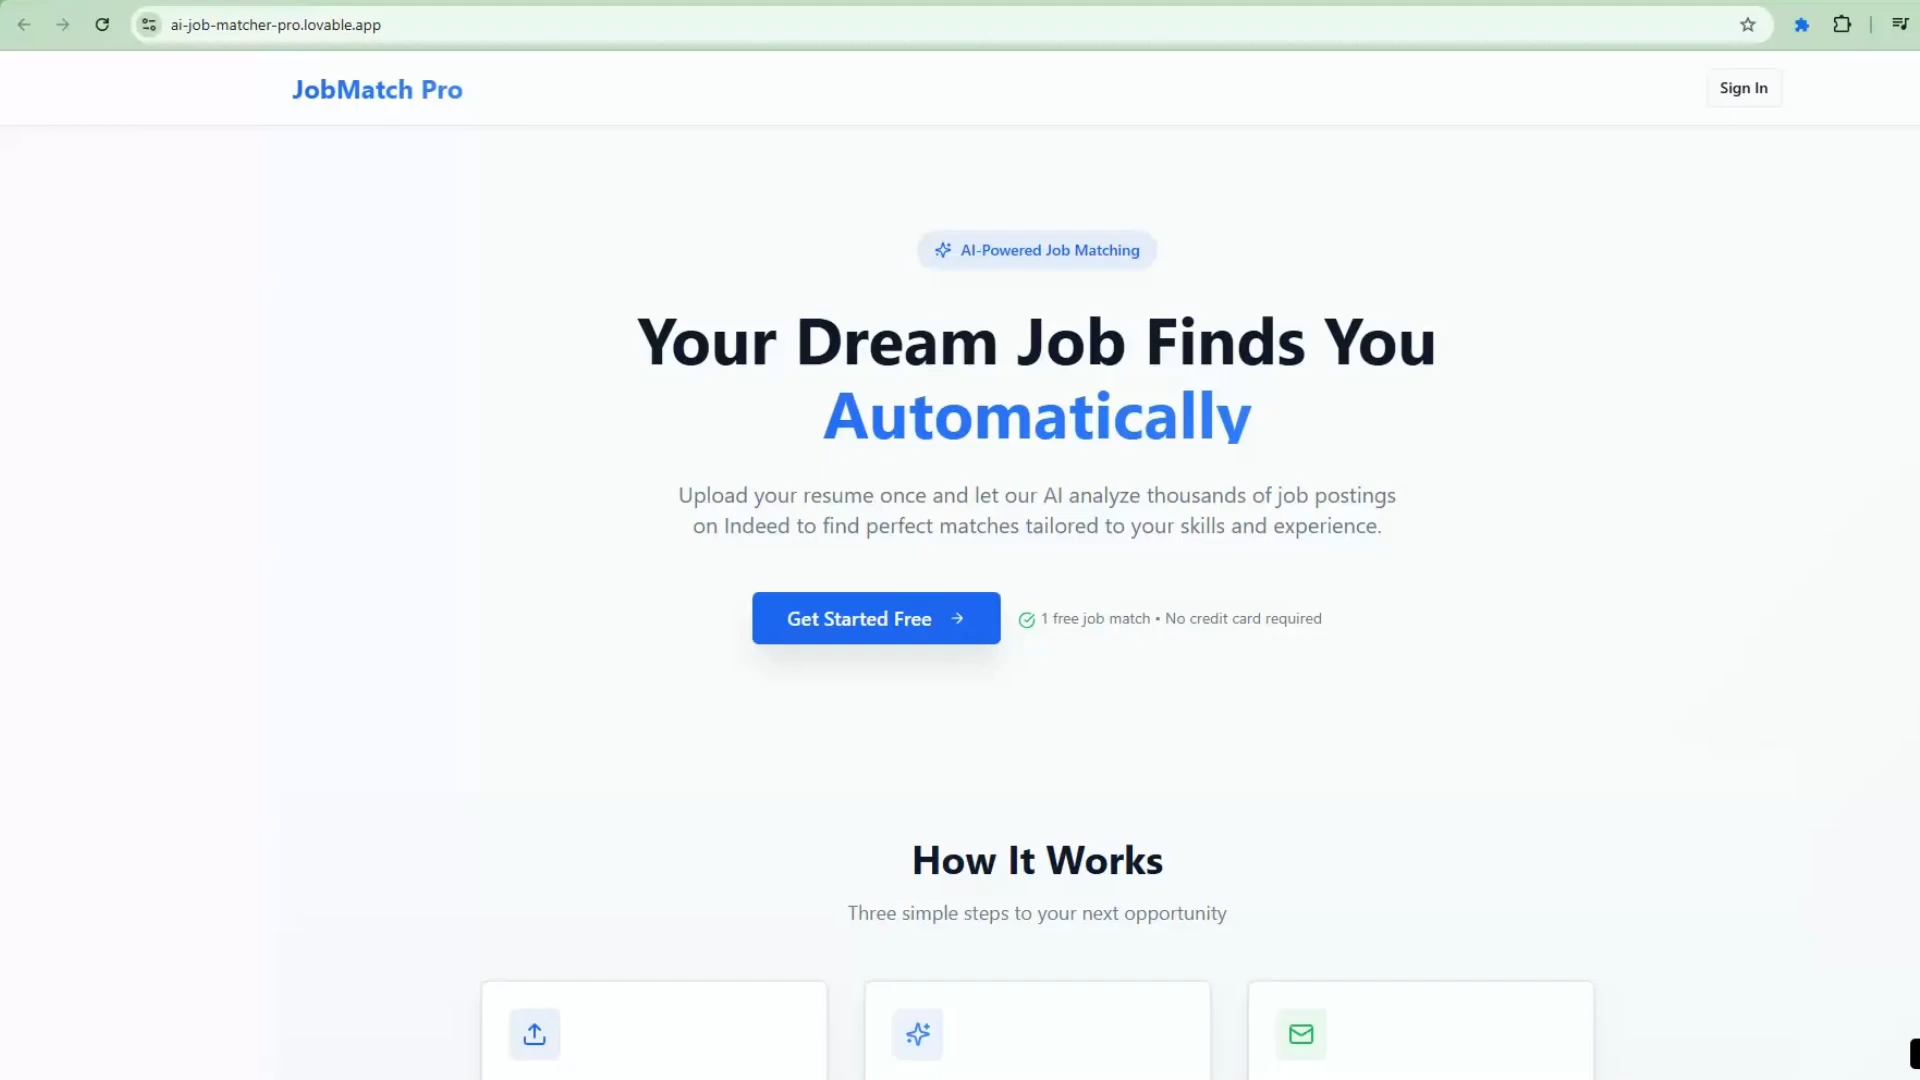 ai-job-matcher-pro.lovable.app
JobMatch Pro
Sign In
AI-Powered Job Matching
Your Dream Job Finds You
Automatically
Upload your resume once and let our AI analyze thousands of job postings
on Indeed to find perfect matches tailored to your skills and experience.
Get Started Free →
1 free job match • No credit card required
How It Works
Three simple steps to your next opportunity